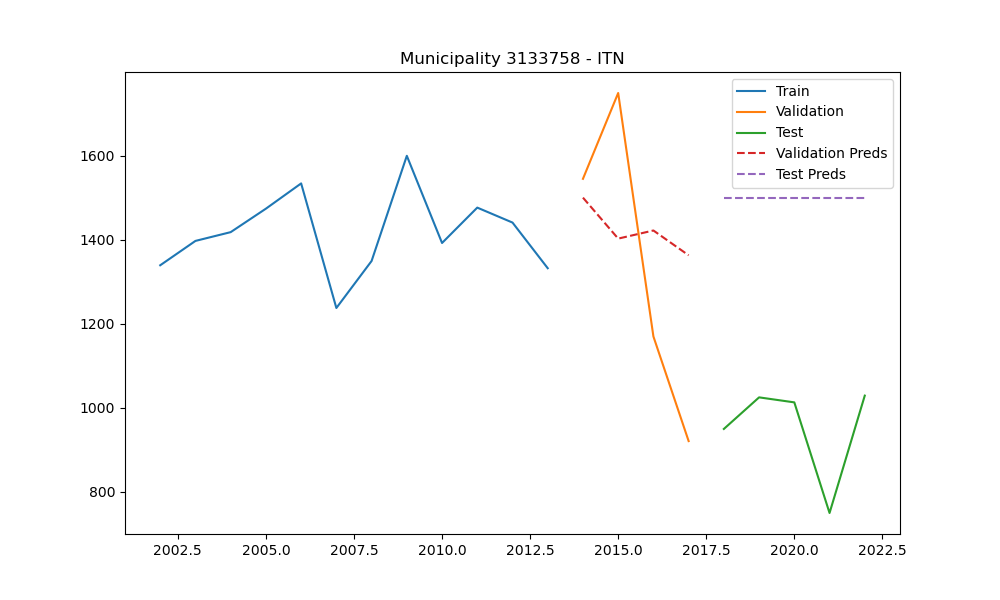 Municipality 3133758 - ITN
Train
Validation
Test
Validation Preds
Test Preds
1600
1400
1200
1000
800
2002.5 2005.0 2007.5 2010.0 2012.5 2015.0 2017.5 2020.0 2022.5